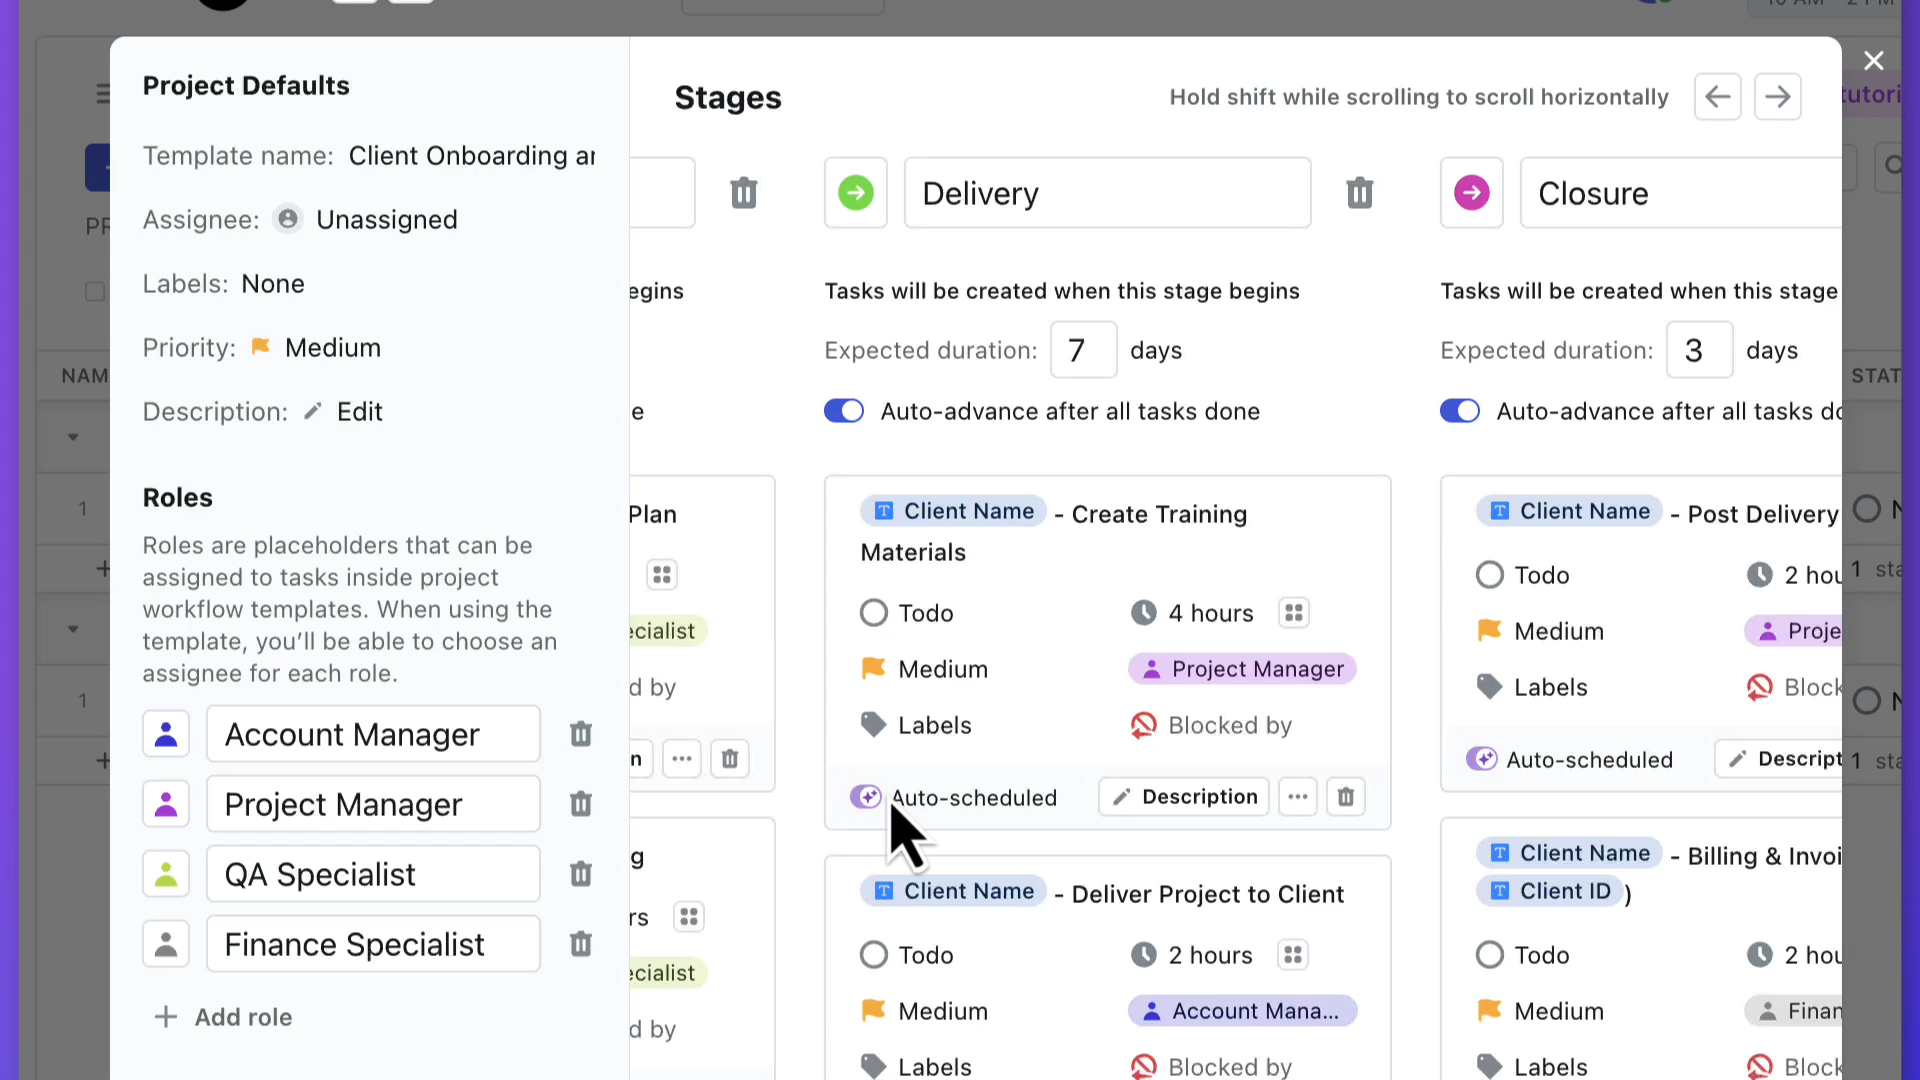 Project Defaults
Template name: Client Onboarding ar
Assignee: Unassigned
Labels: None
Priority: Medium
Description: Edit
Roles
Roles are placeholders that can be
assigned to tasks inside project
workflow templates. When using the
template, you’ll be able to choose an
assignee for each role.
Account Manager
Project Manager
QA Specialist
Finance Specialist
+ Add role
Stages
Hold shift while scrolling to scroll horizontally
egins
e
Plan
ecialist
d by
n
g
rs
ecialist
d by
Delivery
Tasks will be created when this stage begins
Expected duration: 7 days
Auto-advance after all tasks done
Client Name - Create Training
Materials
Todo 4 hours
Medium Project Manager
Labels Blocked by
Auto-scheduled Description
Client Name - Deliver Project to Client
Todo 2 hours
Medium Account Mana...
Labels Blocked by
Closure
Tasks will be created when this stage
Expected duration: 3 days
Auto-advance after all tasks do
Client Name - Post Delivery
Todo 2 hou
Medium Proje
Labels Block
Auto-scheduled Descript
Client Name - Billing & Invoi
Client ID )
Todo 2 hou
Medium Finan
Labels Block
PR
NAM
1
1
tutori
STAT
N
1 sta
N
1 sta